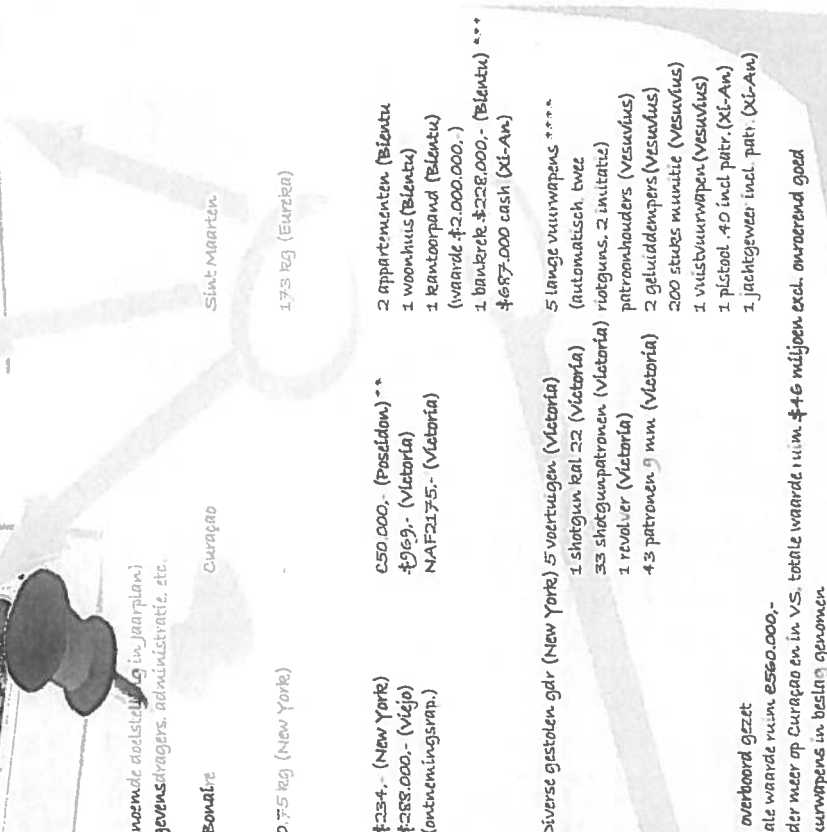 noemde doelstelling in jaarplan)
gevensdragers, administratie, etc.
Bonaire
Curaçao
Sint Maarten
0.75 kg (New York)
-
173 kg (Eureka)
$234,- (New York)
$288.000,- (Viejo)
(ontnemingsrap.)
€50.000,- (Poseidon) **
$969,- (Victoria)
NAF2175,- (Victoria)
2 appartementen (Bientu
1 woonhuis (Bientu)
1 kantoorpand (Bientu)
(waarde $2.000.000,-)
1 bankrek $228.000,- (Bientu) ***
$687.000 cash (Xi-An)
Diverse gestolen gdr (New York)
5 voertuigen (Victoria)
1 shotgun kal 22 (Victoria)
33 shotgunpatronen (Victoria)
1 revolver (Victoria)
43 patronen 9 mm (Victoria)
5 lange vuurwapens ****
(automatisch, twee
riotguns, 2 imitatie)
patroonhouders (Vesuvius)
2 geluiddempers (Vesuvius)
200 stuks munitie (Vesuvius)
1 vuistvuurwapen (Vesuvius)
1 pistool .40 incl patr. (Xi-An)
1 jachtgeweer incl. patr. (Xi-An)
overboord gezet
ale waarde ruim €560.000,-
der meer op Curaçao en in VS, totale waarde ruim $46 miljoen excl. onroerend goed
uurwapens in beslag genomen